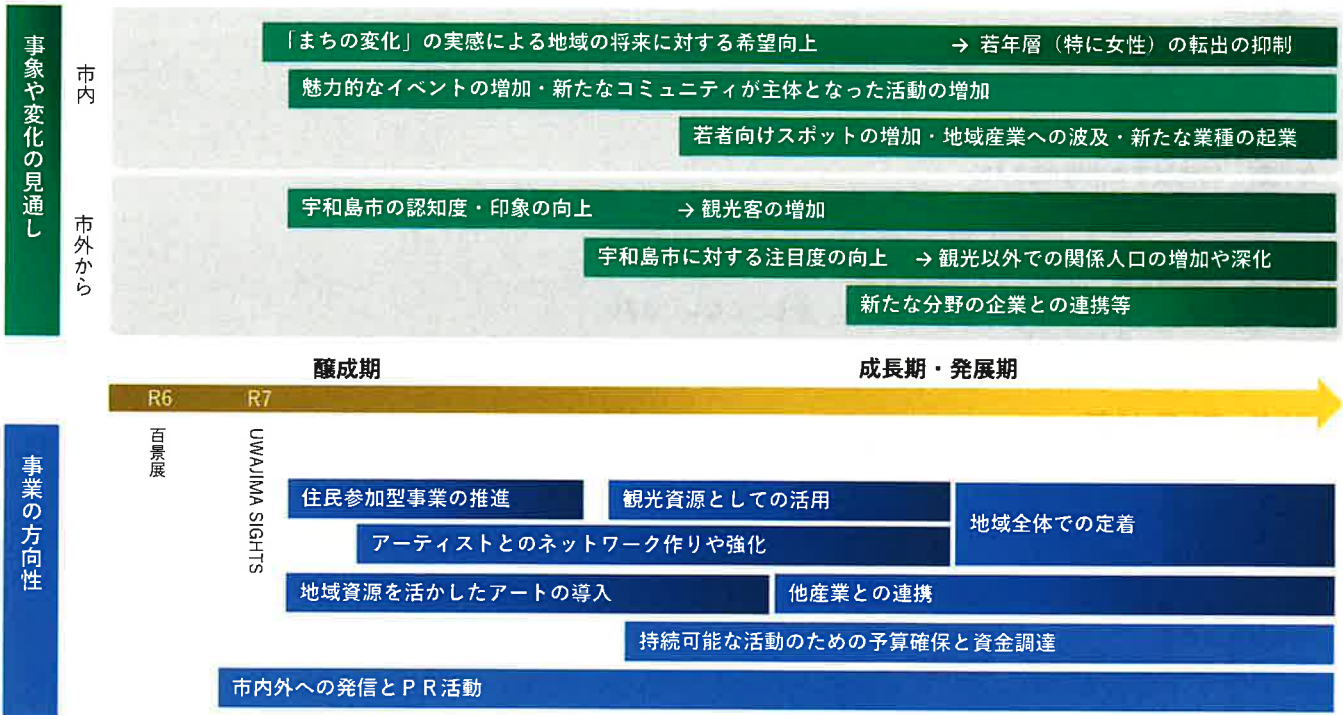 事象や変化の見通し
市内
「まちの変化」の実感による地域の将来に対する希望向上 → 若年層（特に女性）の転出の抑制
魅力的なイベントの増加・新たなコミュニティが主体となった活動の増加
若者向けスポットの増加・地域産業への波及・新たな業種の起業
市外から
宇和島市の認知度・印象の向上 → 観光客の増加
宇和島市に対する注目度の向上 → 観光以外での関係人口の増加や深化
新たな分野の企業との連携等
醸成期 成長期・発展期
R6 R7
百景展
UWAJIMA SIGHTS
事業の方向性
住民参加型事業の推進 観光資源としての活用
地域全体での定着
アーティストとのネットワーク作りや強化
地域資源を活かしたアートの導入 他産業との連携
持続可能な活動のための予算確保と資金調達
市内外への発信とＰＲ活動